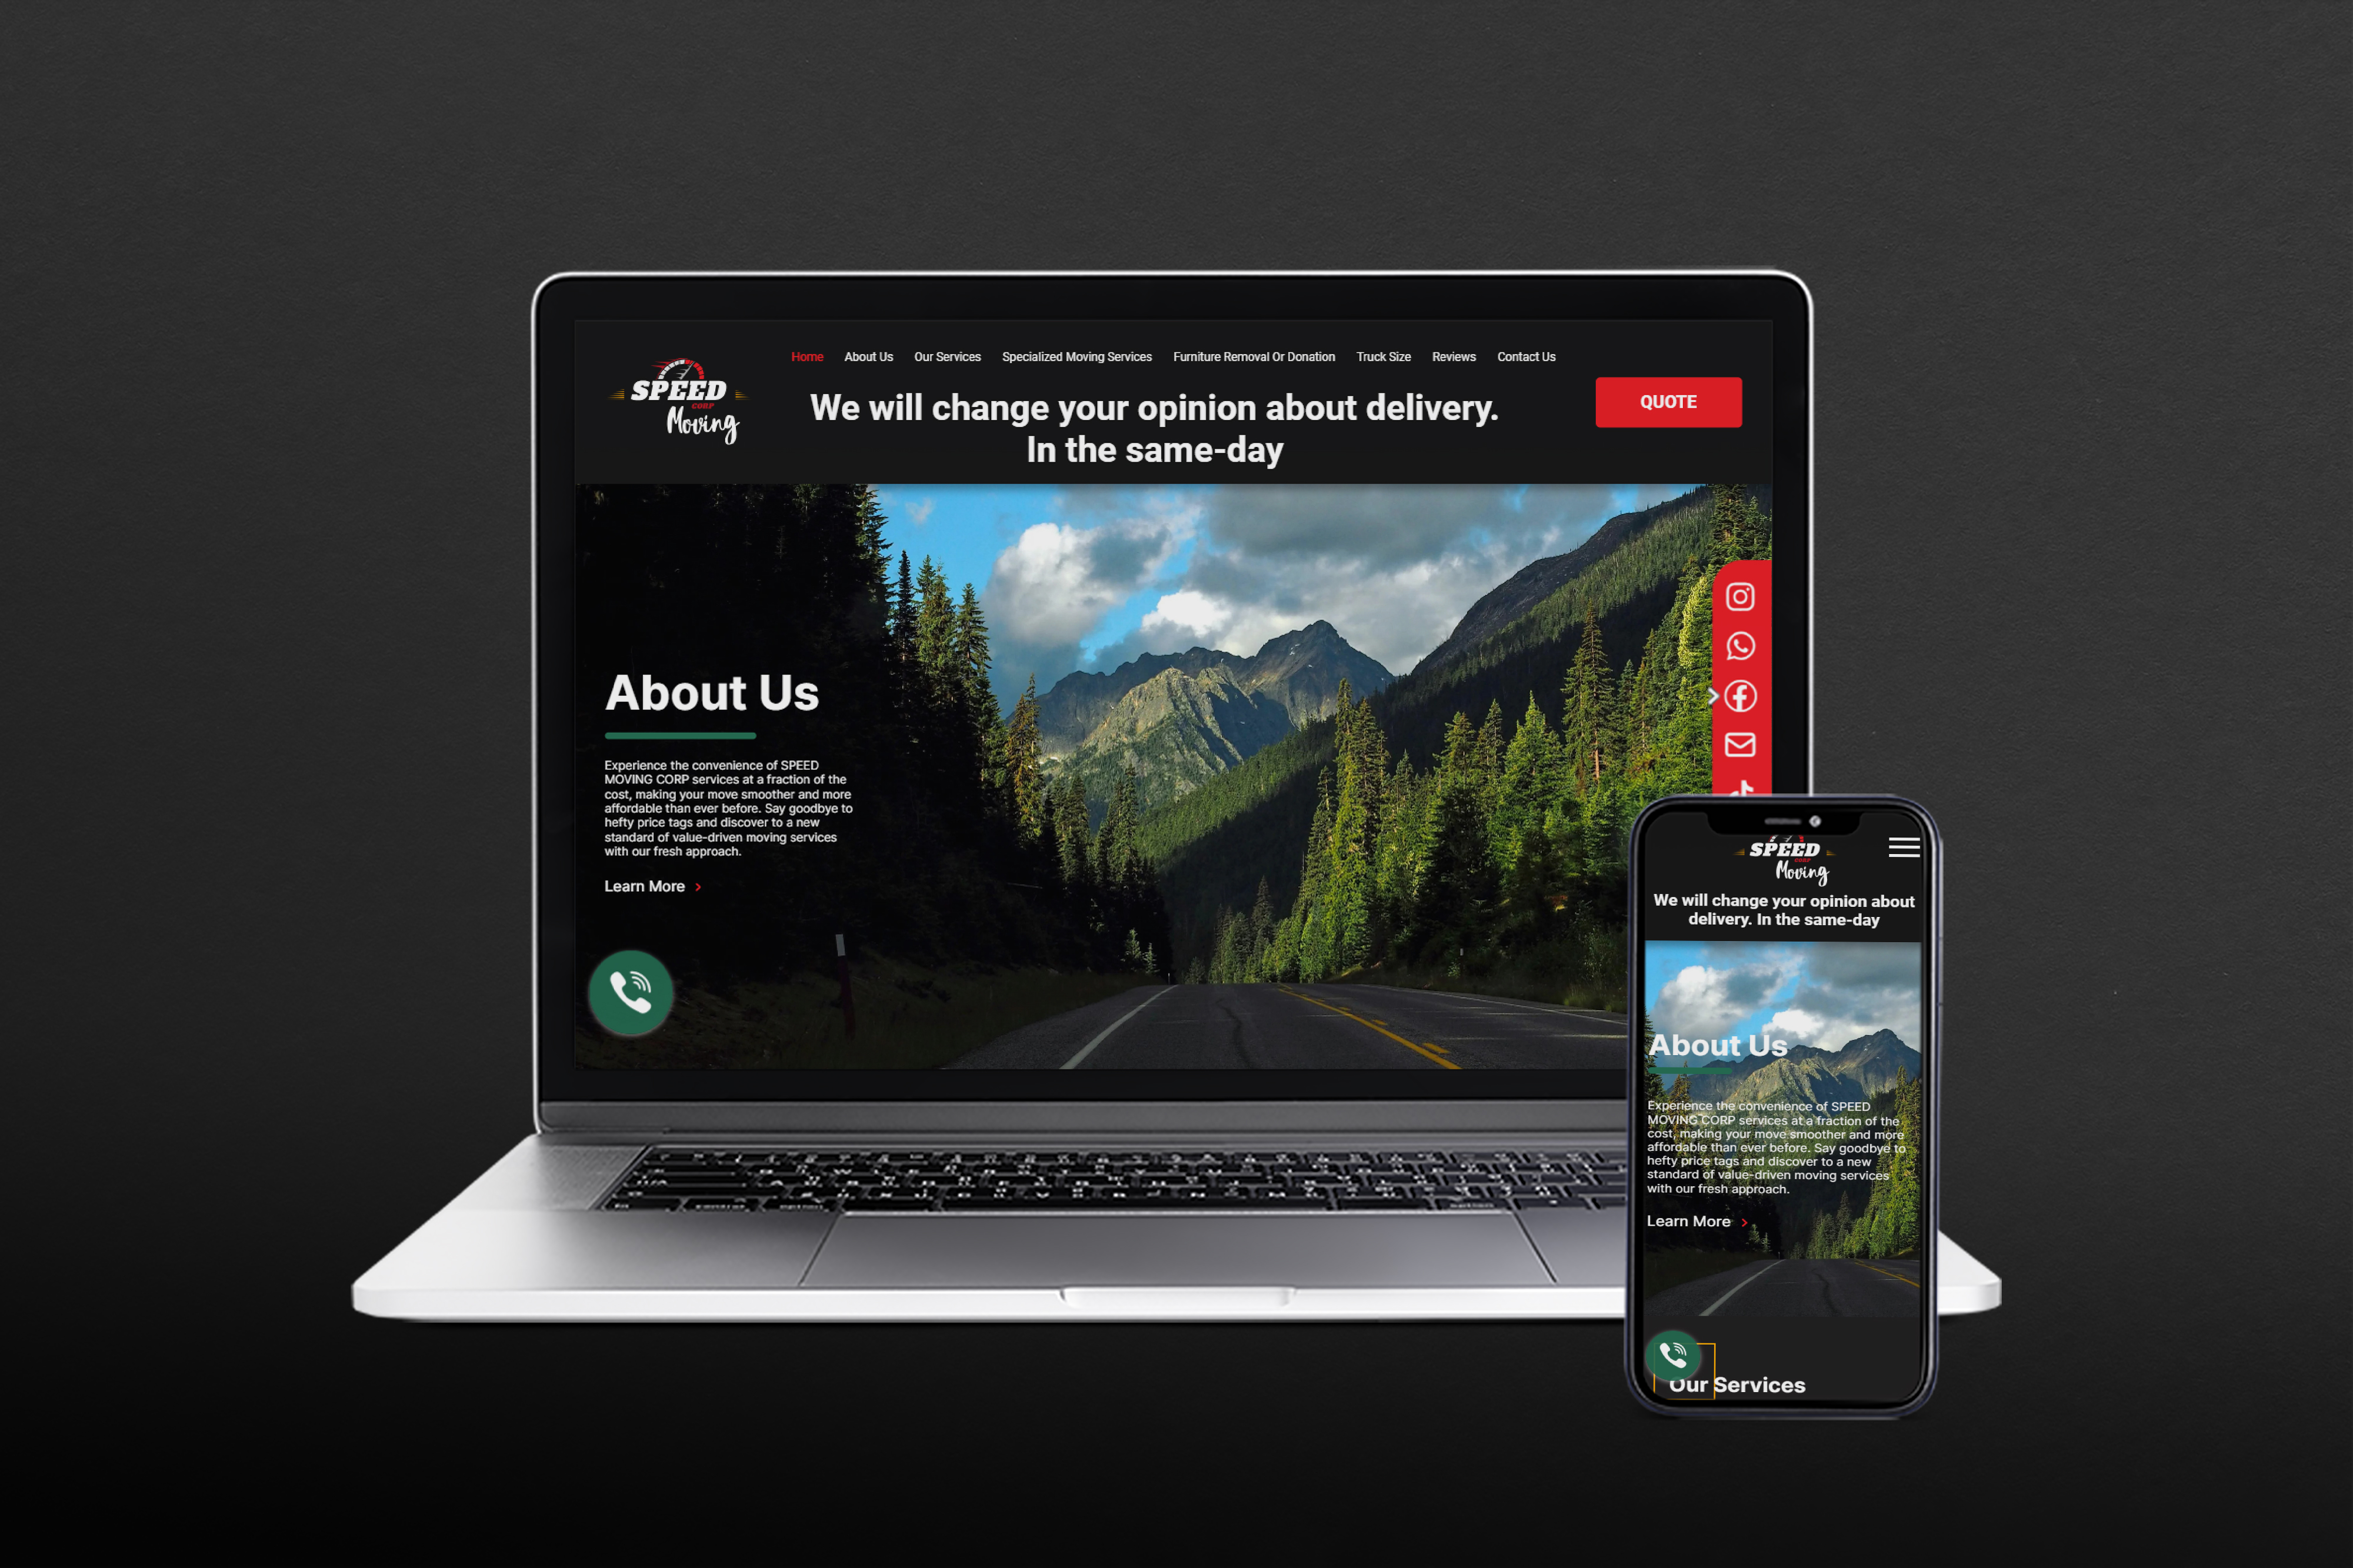 SPEED
CORP
Moving
Home About Us Our Services Specialized Moving Services Furniture Removal Or Donation Truck Size Reviews Contact Us
We will change your opinion about delivery.
In the same-day
QUOTE
About Us
Experience the convenience of SPEED
MOVING CORP services at a fraction of the
cost, making your move smoother and more
affordable than ever before. Say goodbye to
hefty price tags and discover to a new
standard of value-driven moving services
with our fresh approach.
Learn More
SPEED
CORP
Moving
We will change your opinion about
delivery. In the same-day
About Us
Experience the convenience of SPEED
MOVING CORP services at a fraction of the
cost, making your move smoother and more
affordable than ever before. Say goodbye to
hefty price tags and discover to a new
standard of value-driven moving services
with our fresh approach.
Learn More
Our Services